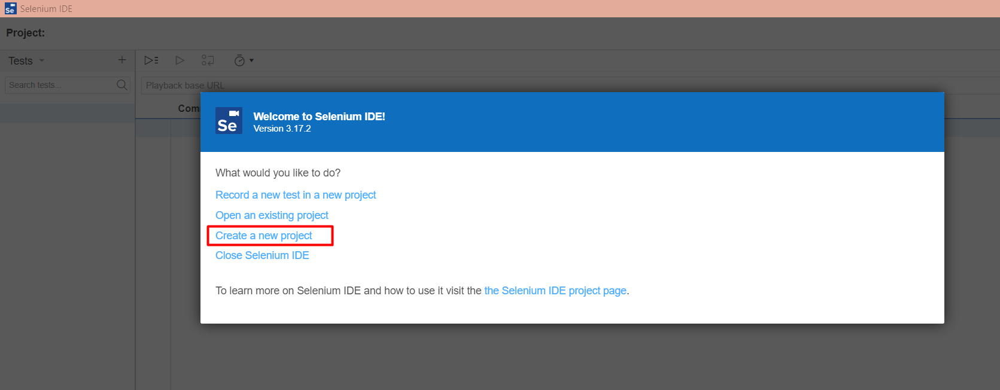 Se Selenium IDE
Project:
Tests
Search tests...
Playback base URL
Com
Se
Welcome to Selenium IDE!
Version 3.17.2
What would you like to do?
Record a new test in a new project
Open an existing project
Create a new project
Close Selenium IDE
To learn more on Selenium IDE and how to use it visit the the Selenium IDE project page.